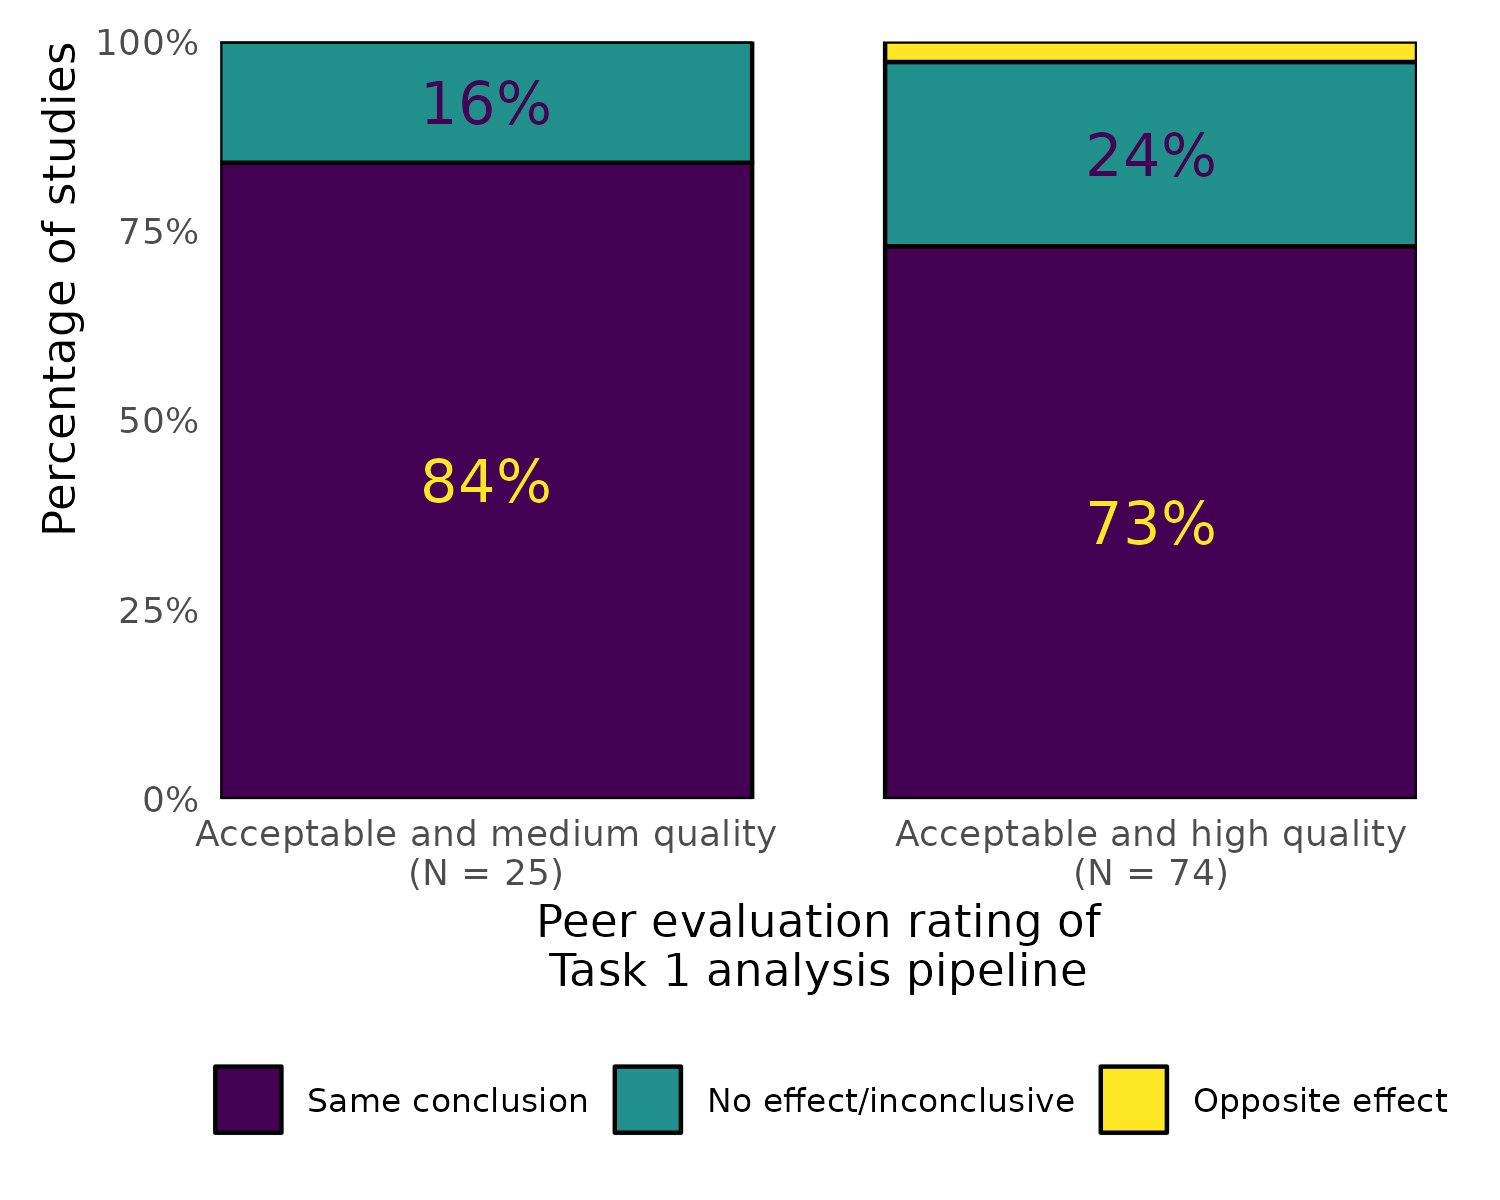 Percentage of studies
100%
75%
50%
25%
0%
16%
84%
24%
73%
Acceptable and medium quality
(N = 25)
Acceptable and high quality
(N = 74)
Peer evaluation rating of
Task 1 analysis pipeline
Same conclusion
No effect/inconclusive
Opposite effect